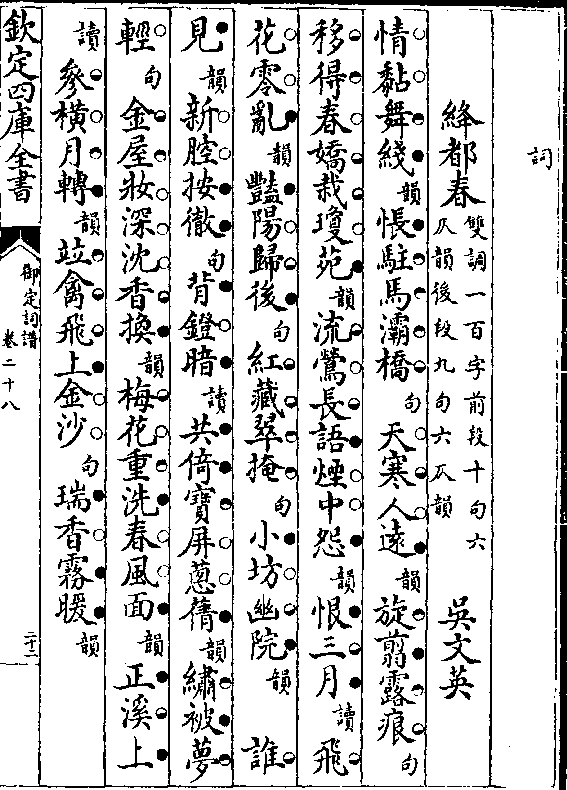 詞
絳都春 雙調一百字前段十句六仄韻後段九句六仄韻 吳文英
情黏舞綫韻悵駐馬灞橋句天寒人遠韻旋翦露痕句
移得春嬌栽瓊苑韻流鶯長語煙中怨韻恨三月讀飛
花零亂韻豔陽歸後句紅藏翠掩句小坊幽院韻誰
見韻新腔按徹句背鐙暗讀共倚寶屏蔥蒨韻繡被夢
輕句金屋妝深沈香換韻梅花重洗春風面韻正溪上
讀參橫月轉韻竝禽飛上金沙句瑞香霧暖韻
欽定四庫全書
御定詞譜
卷二十八
二十三